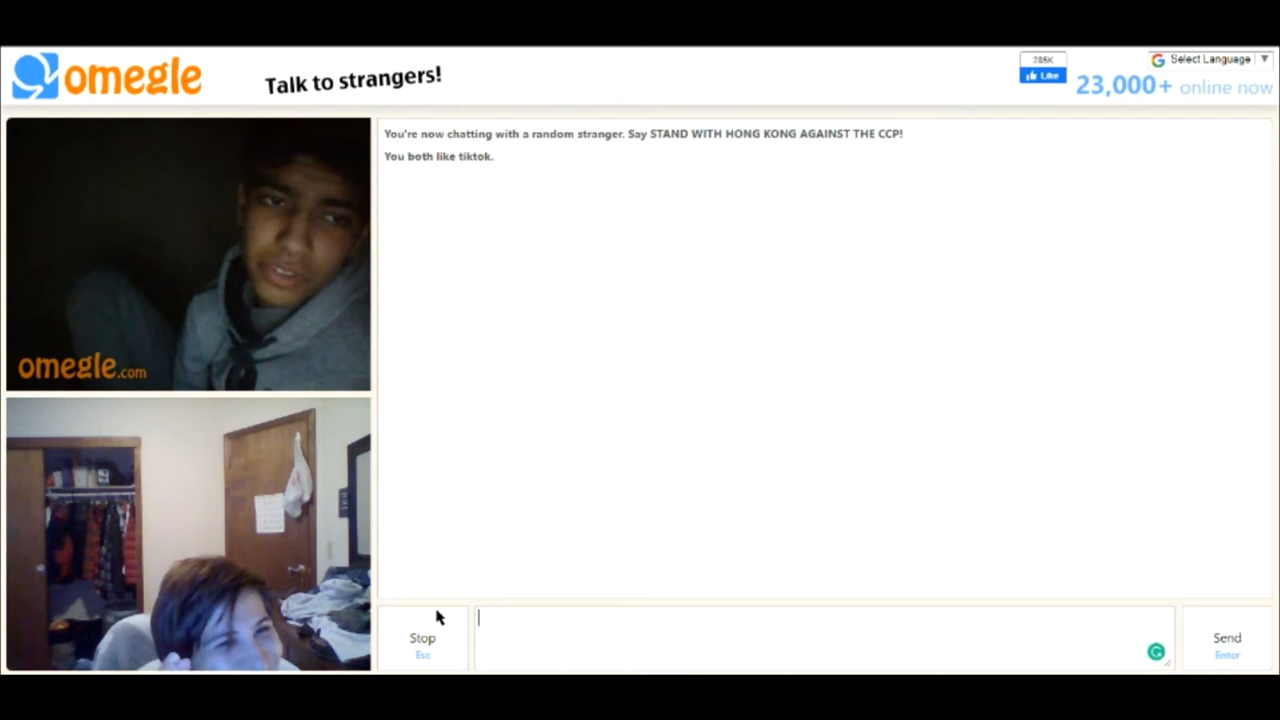 omegle
Talk to strangers!
285K
Like
Select Language
23,000+ online now
You're now chatting with a random stranger. Say STAND WITH HONG KONG AGAINST THE CCP!
You both like tiktok.
omegle.com
Stop
Esc
Send
Enter